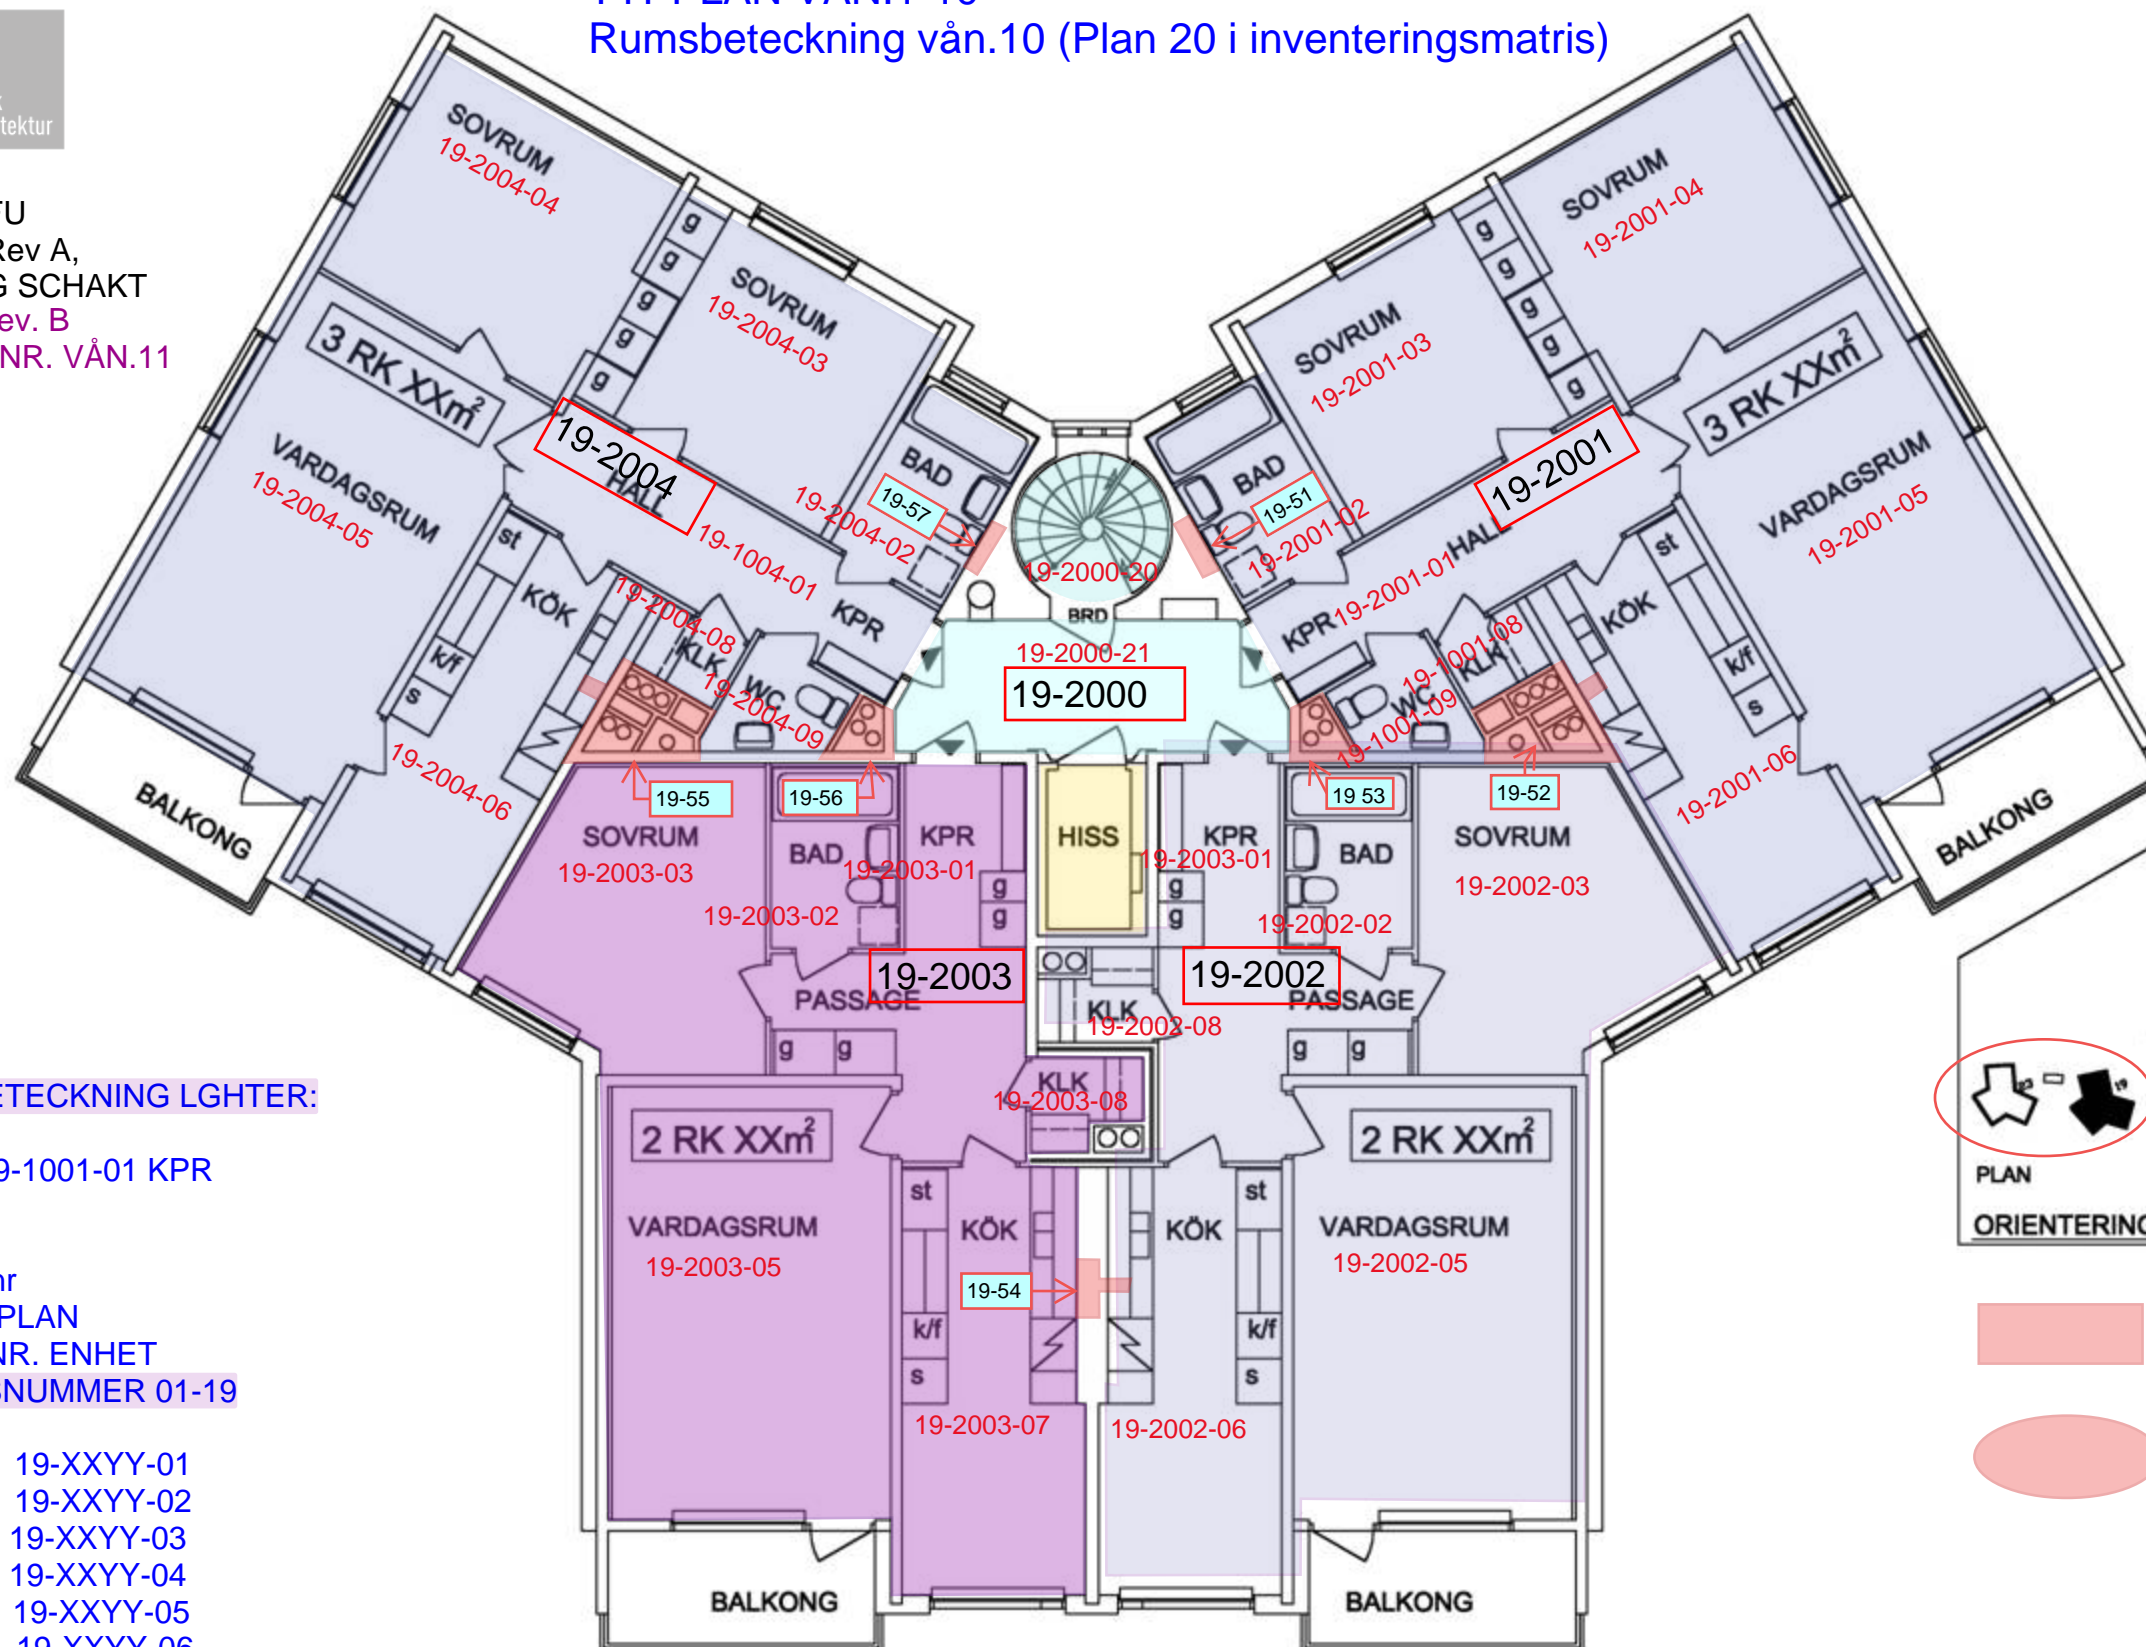 Rumsbeteckning vån.10 (Plan 20 i inventeringsmatris)
tektur
FU
Rev A,
G SCHAKT
ev. B
NR. VÅN.11
SOVRUM
19-2004-04
SOVRUM
19-2004-03
g
g
g
g
g
3 RK XXm²
VARDAGSRUM
19-2004-05
19-2004
HALL
19-1004-01
BAD
19-2004-02
19-57
st
KÖK
k/f
s
19-2004-08
KLK
WC
19-2004-09
KPR
19-2004-06
BALKONG
SOVRUM
19-2001-04
SOVRUM
19-2001-03
g
g
g
g
g
3 RK XXm²
VARDAGSRUM
19-2001-05
19-2001
HALL
19-2001-01
BAD
19-51
19-2001-02
KPR
st
KÖK
k/f
s
19-1001-08
KLK
WC
19-1001-09
19-2001-06
BALKONG
19-2000-20
BRD
19-2000-21
19-2000
HISS
19-55
19-56
19 53
19-52
SOVRUM
19-2003-03
BAD
19-2003-02
KPR
19-2003-01
g
g
19-2003
PASSAGE
g g
KLK
19-2003-08
2 RK XXm²
VARDAGSRUM
19-2003-05
st
KÖK
19-54
k/f
s
19-2003-07
BALKONG
KPR
19-2003-01
g
g
BAD
19-2002-02
SOVRUM
19-2002-03
19-2002
PASSAGE
KLK
19-2002-08
g g
2 RK XXm²
VARDAGSRUM
19-2002-05
KÖK
st
k/f
s
19-2002-06
BALKONG
ETECKNING LGHTER:
9-1001-01 KPR
nr
PLAN
NR. ENHET
SNUMMER 01-19
19-XXYY-01
19-XXYY-02
19-XXYY-03
19-XXYY-04
19-XXYY-05
19-XXYY-06
19
PLAN
ORIENTERING